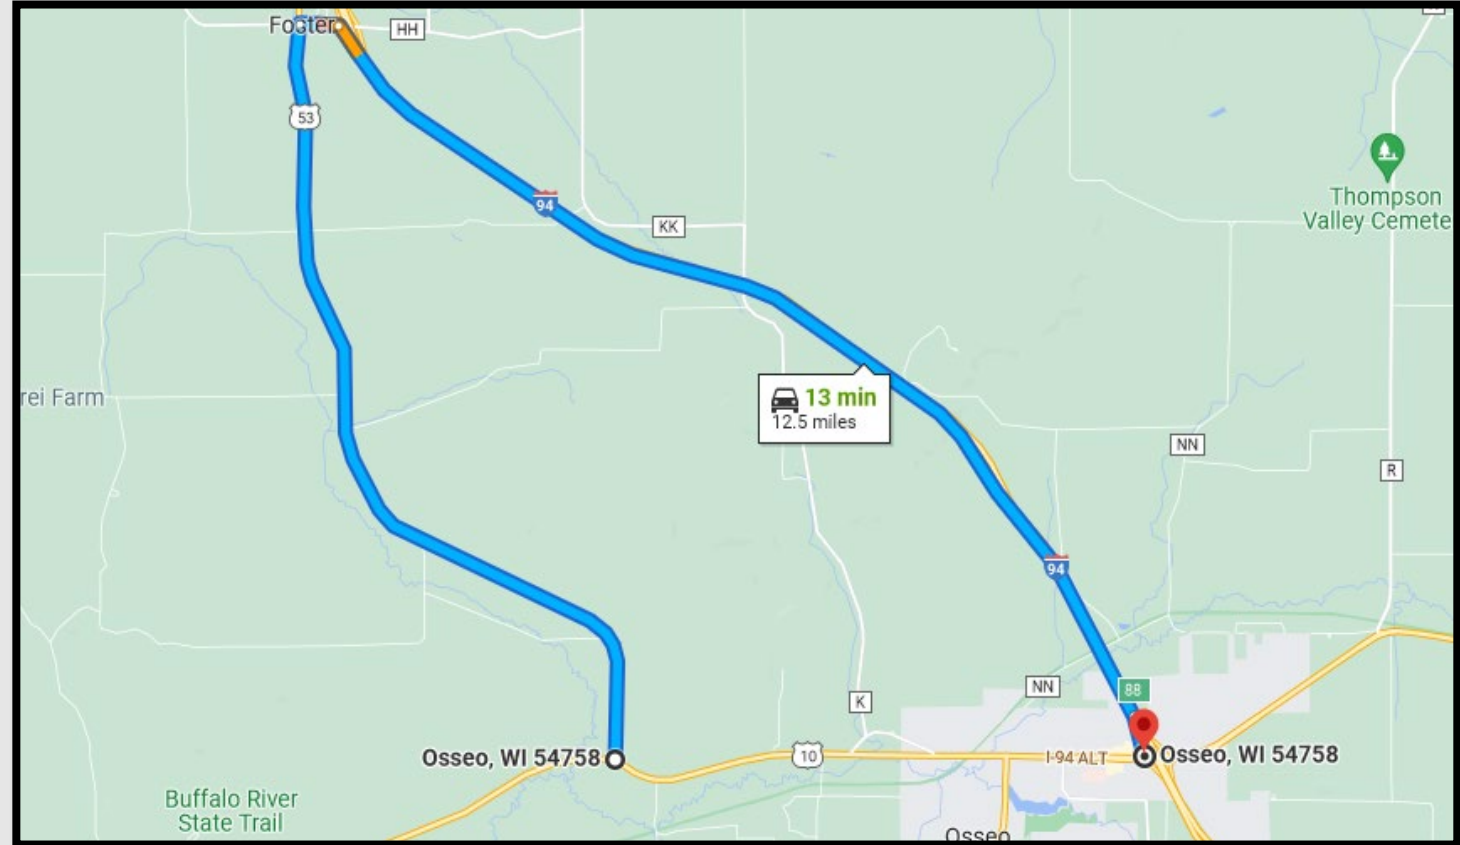 Foster
HH
53
94
KK
Thompson
Valley Cemete
rei Farm
13 min
12.5 miles
NN
R
94
NN
88
K
Osseo, WI 54758
10
I-94 ALT
Osseo, WI 54758
Buffalo River
State Trail
Osseo